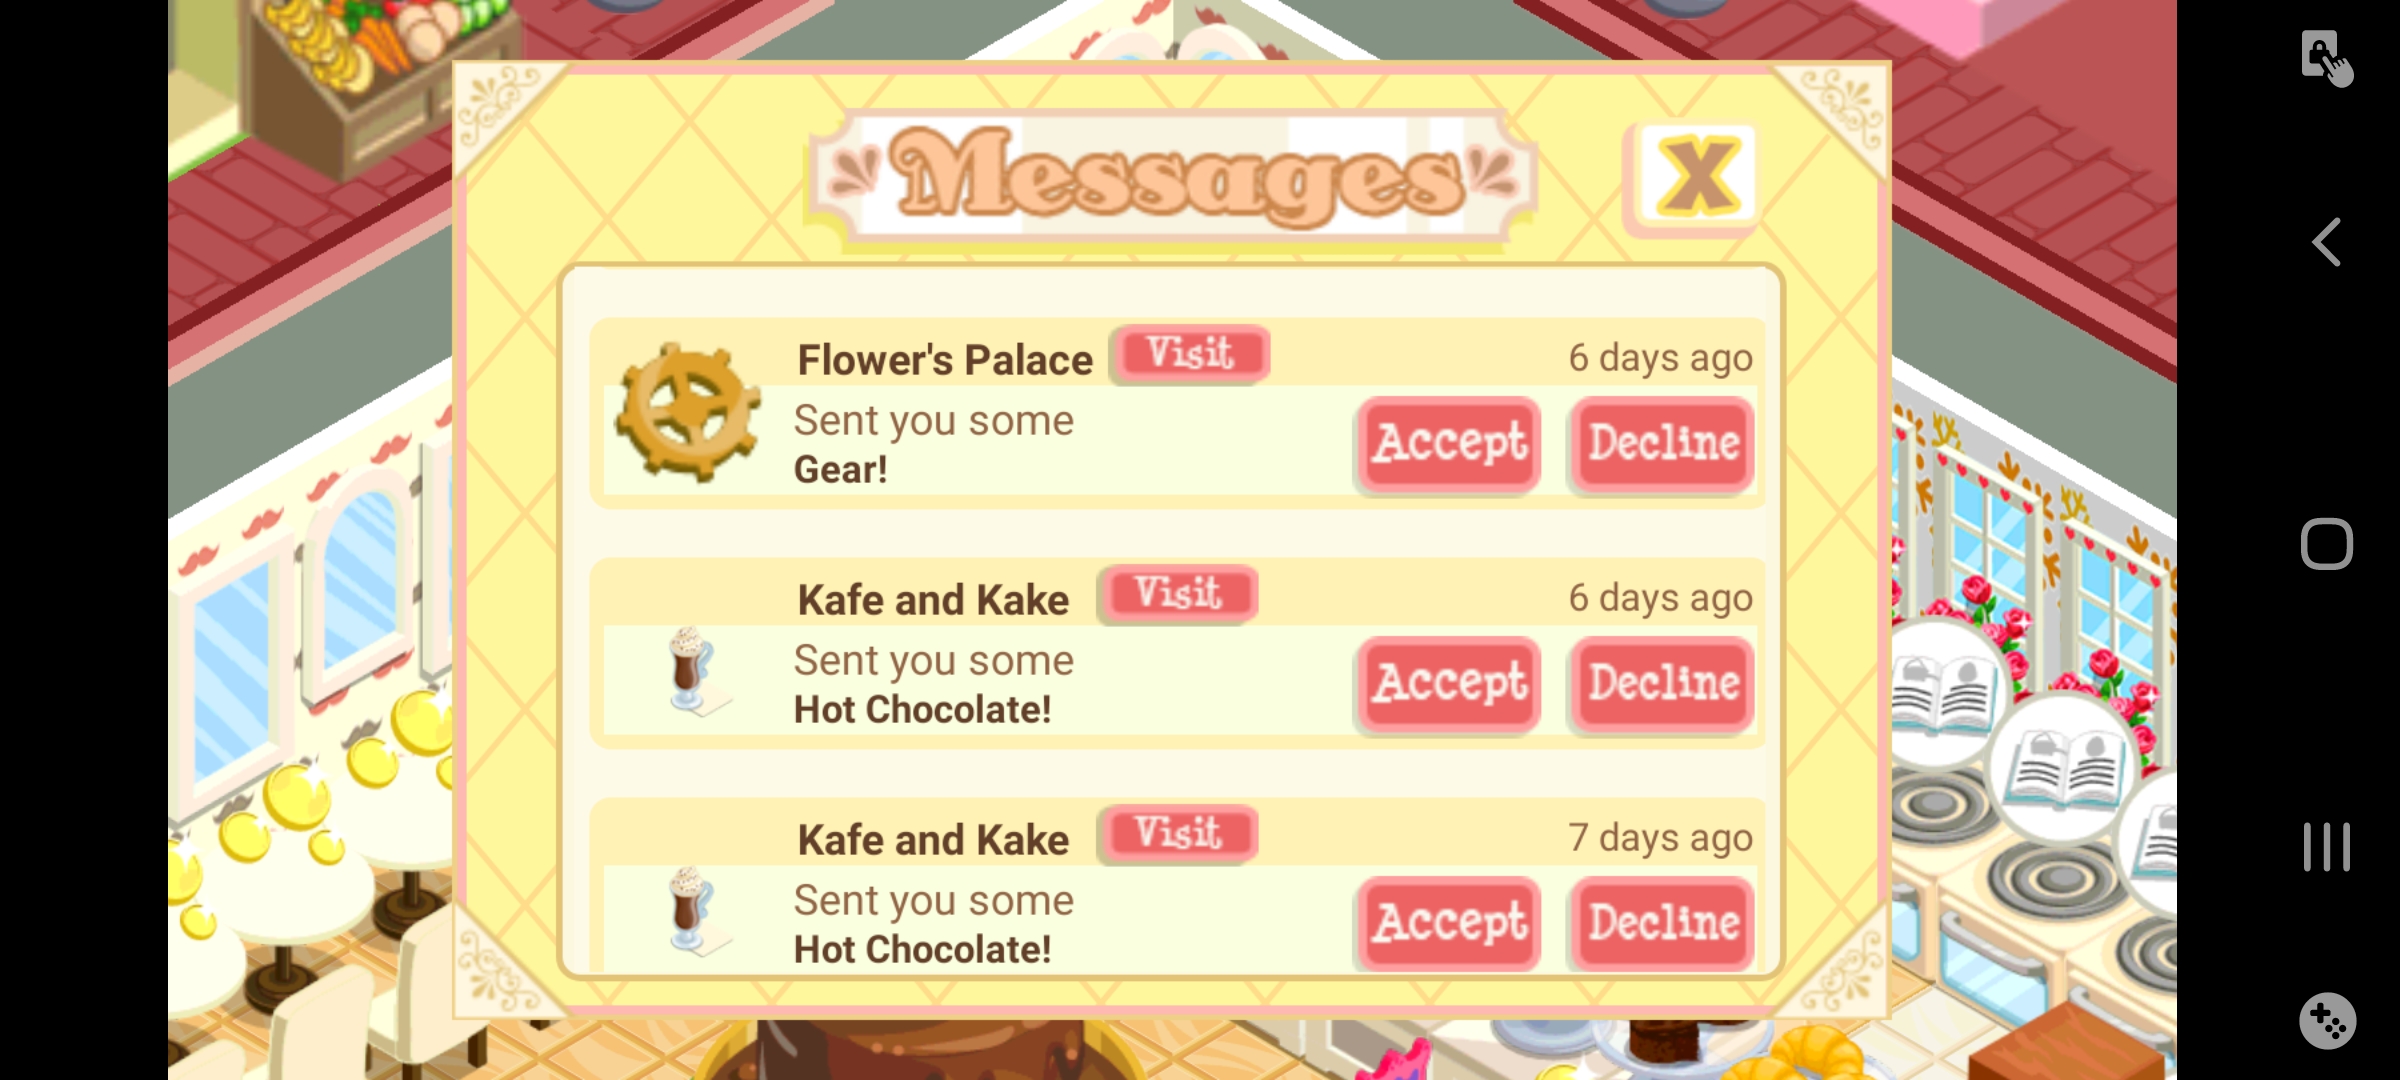 Messages
X
Flower's Palace Visit 6 days ago
Sent you some
Gear!
Accept Decline
Kafe and Kake Visit 6 days ago
Sent you some
Hot Chocolate!
Accept Decline
Kafe and Kake Visit 7 days ago
Sent you some
Hot Chocolate!
Accept Decline